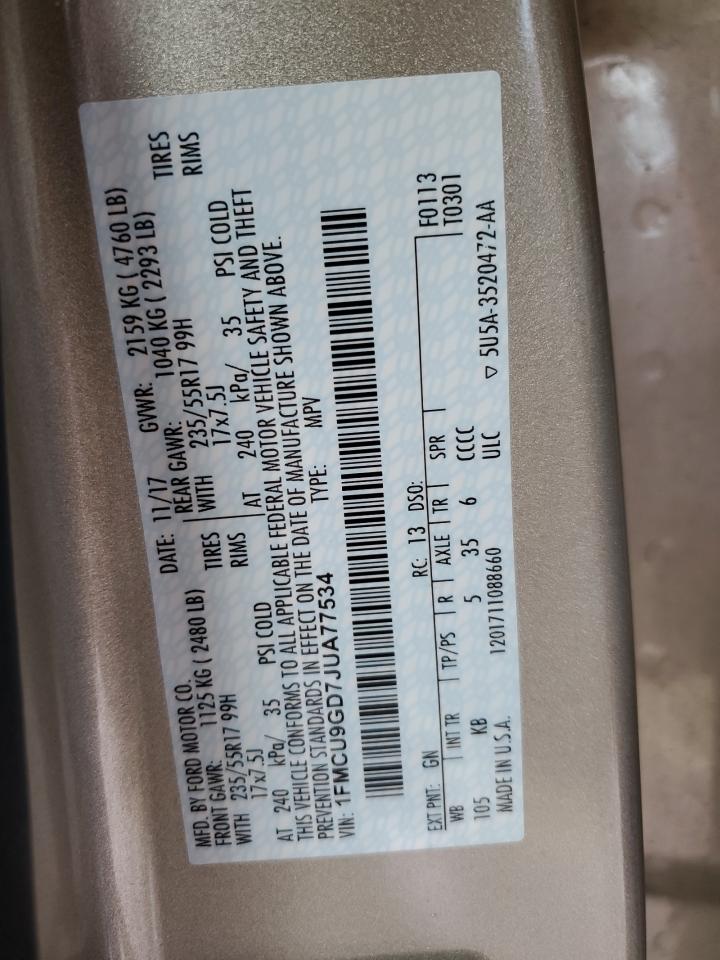 MFD. BY FORD MOTOR CO.
DATE: 11/17 GVWR: 2159 KG ( 4760 LB)
FRONT GAWR: 1125 KG ( 2480 LB)
REAR GAWR: 1040 KG ( 2293 LB)
WITH 235/55R17 99H TIRES
WITH 235/55R17 99H TIRES
17x7.5J RIMS
17x7.5J RIMS
AT 240 kPa/ 35 PSI COLD
AT 240 kPa/ 35 PSI COLD
THIS VEHICLE CONFORMS TO ALL APPLICABLE FEDERAL MOTOR VEHICLE SAFETY AND THEFT
PREVENTION STANDARDS IN EFFECT ON THE DATE OF MANUFACTURE SHOWN ABOVE.
VIN: 1FMCU9GD7JUA77534 TYPE: MPV
F0113
EXT PNT: GN RC: 13 DSO: T0301
WB INT TR TP/PS R AXLE TR SPR
105 KB 5 35 6 CCCC
MADE IN U.S.A. 1201711088660 ULC ▽ 5U5A-3520472-AA